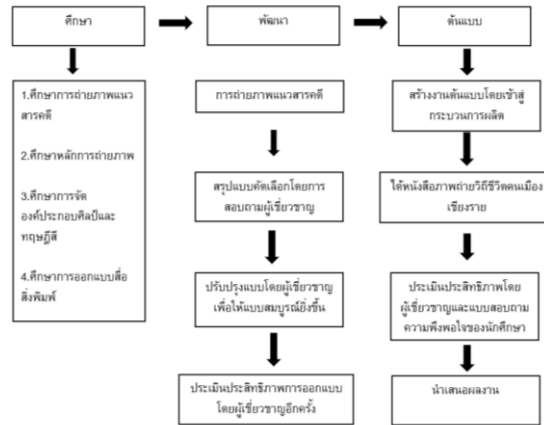 ศึกษา
พัฒนา
ต้นแบบ
1.ศึกษาการถ่ายภาพแนว
สารคดี
2.ศึกษาหลักการถ่ายภาพ
3.ศึกษาการจัด
องค์ประกอบศิลป์และ
ทฤษฎีสี
4.ศึกษาการออกแบบสื่อ
สิ่งพิมพ์
การถ่ายภาพแนวสารคดี
สรุปแบบคัดเลือกโดยการ
สอบถามผู้เชี่ยวชาญ
ปรับปรุงแบบโดยผู้เชี่ยวชาญ
เพื่อให้แบบสมบูรณ์ยิ่งขึ้น
ประเมินประสิทธิภาพการออกแบบ
โดยผู้เชี่ยวชาญอีกครั้ง
สร้างงานต้นแบบโดยเข้าสู่
กระบวนการผลิต
ได้หนังสือภาพถ่ายวิถีชีวิตคนเมือง
เชียงราย
ประเมินประสิทธิภาพโดย
ผู้เชี่ยวชาญและแบบสอบถาม
ความพึงพอใจของนักศึกษา
นำเสนอผลงาน